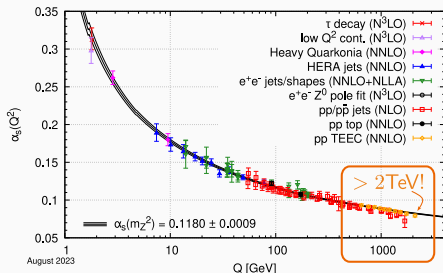 0.35
0.3
0.25
0.2
0.15
0.1
0.05
αs(Q²)
τ decay (N³LO)
low Q² cont. (N³LO)
Heavy Quarkonia (NNLO)
HERA jets (NNLO)
e⁺e⁻ jets/shapes (NNLO+NLLA)
e⁺e⁻ Z⁰ pole fit (N³LO)
pp/pp̅ jets (NLO)
pp top (NNLO)
pp TEEC (NNLO)
> 2TeV!
αs(mZ²) = 0.1180 ± 0.0009
1 10 100 1000
August 2023
Q [GeV]